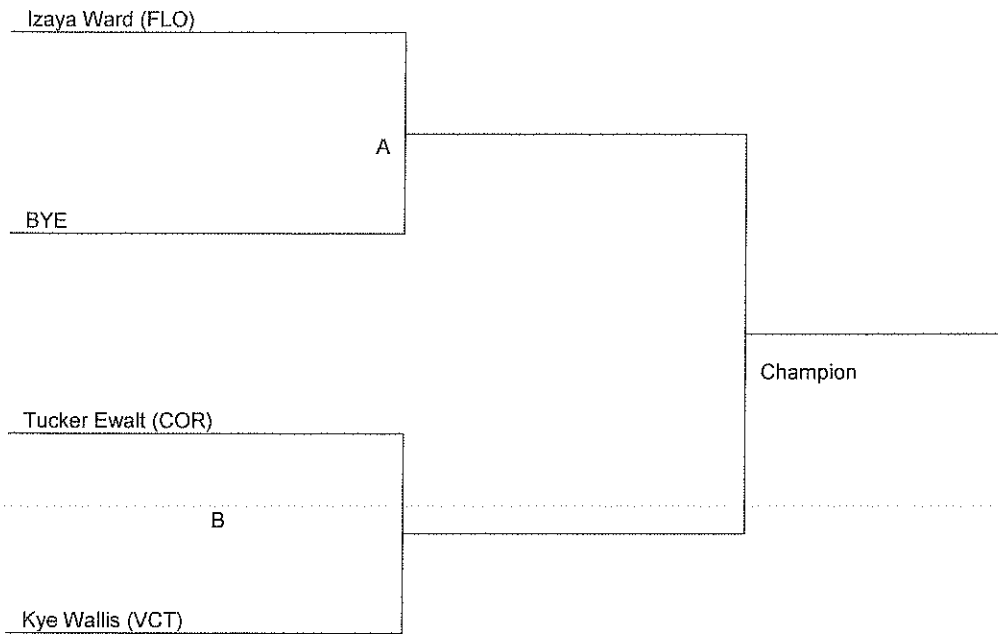 Izaya Ward (FLO)
A
BYE
Champion
Tucker Ewalt (COR)
B
Kye Wallis (VCT)